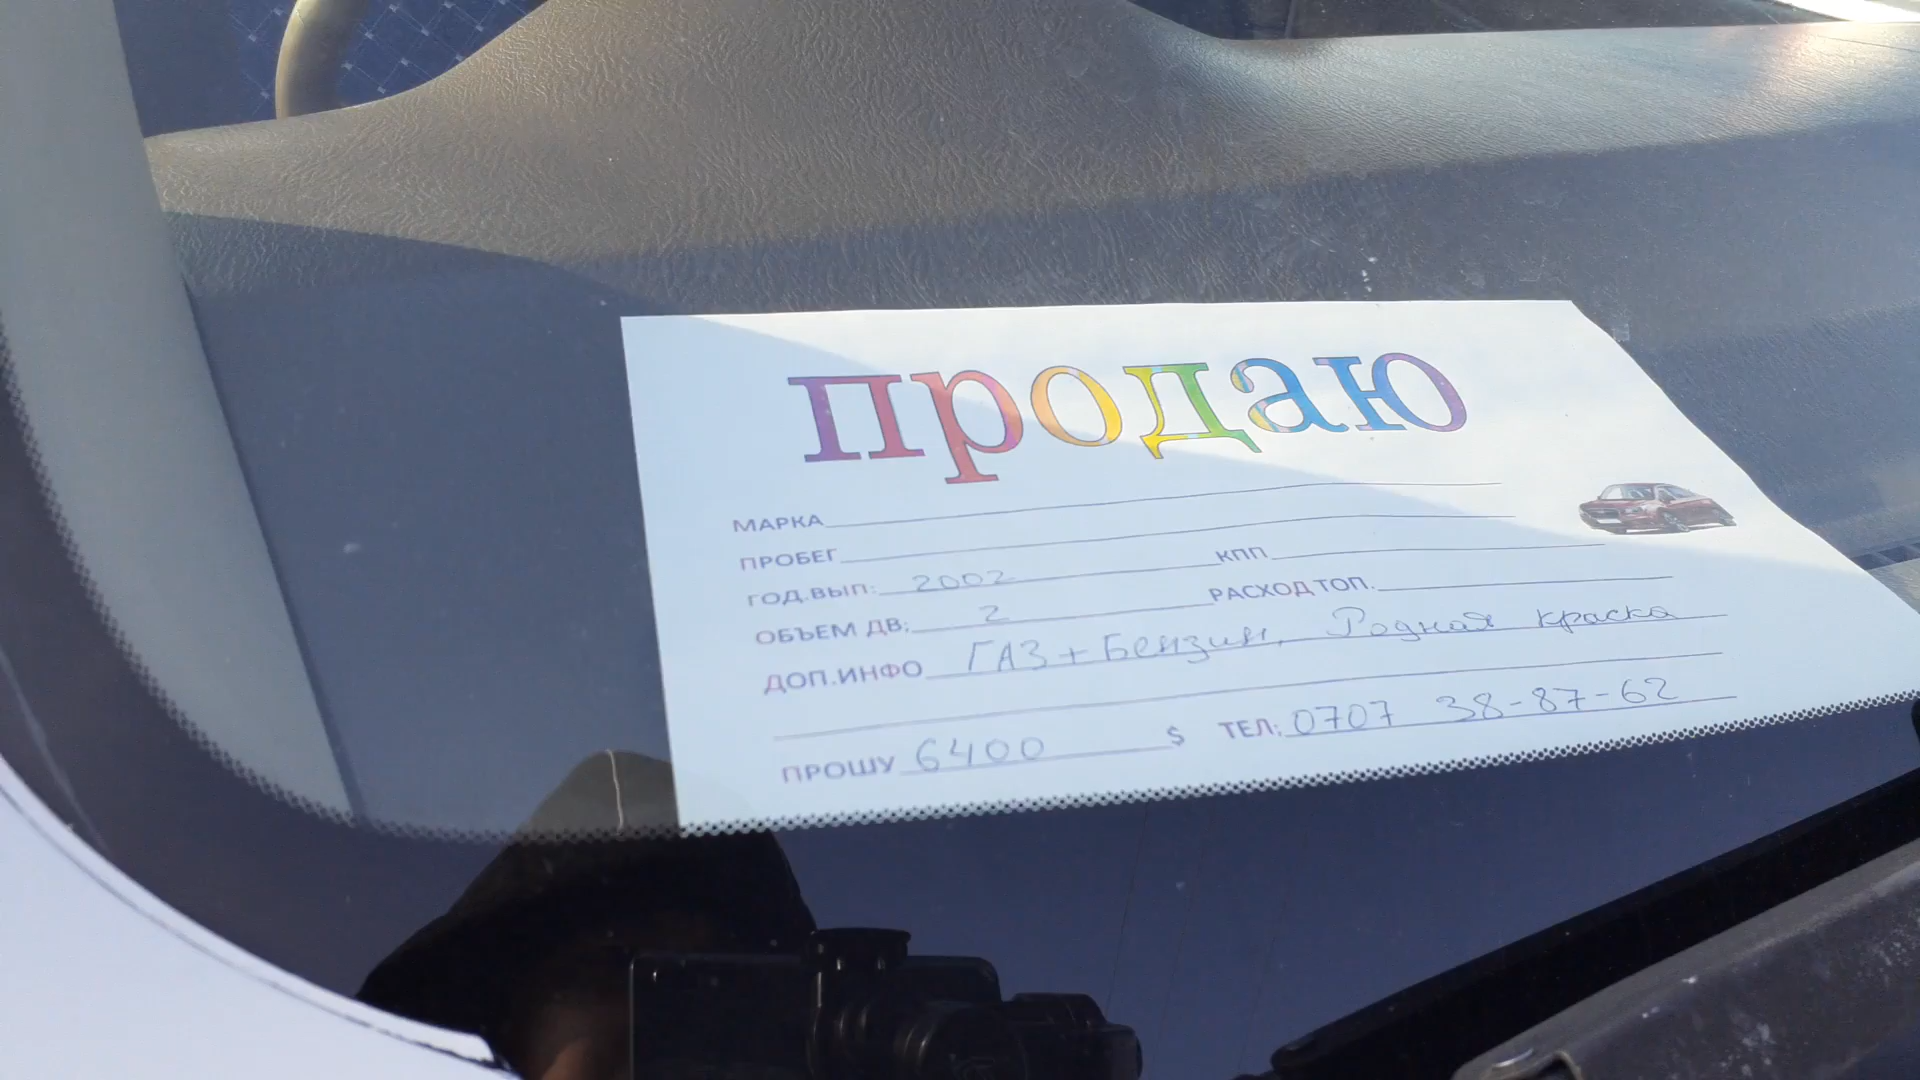 продаю
МАРКА
ПРОБЕГ
ГОД.ВЫП: 2002 КПП
ОБЪЕМ ДВ: 2 РАСХОД ТОП.
ДОП.ИНФО ГАЗ + Бензин, Родная краска
ПРОШУ 6400 $ ТЕЛ: 0707 38-87-62